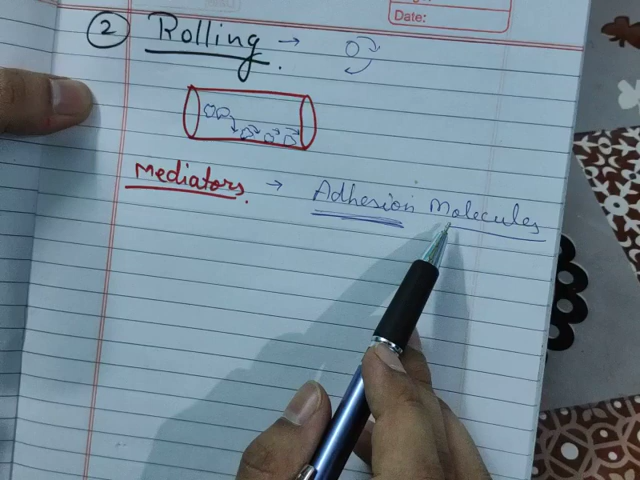 Date:
② Rolling. →
Mediators. → Adhesion Molecules